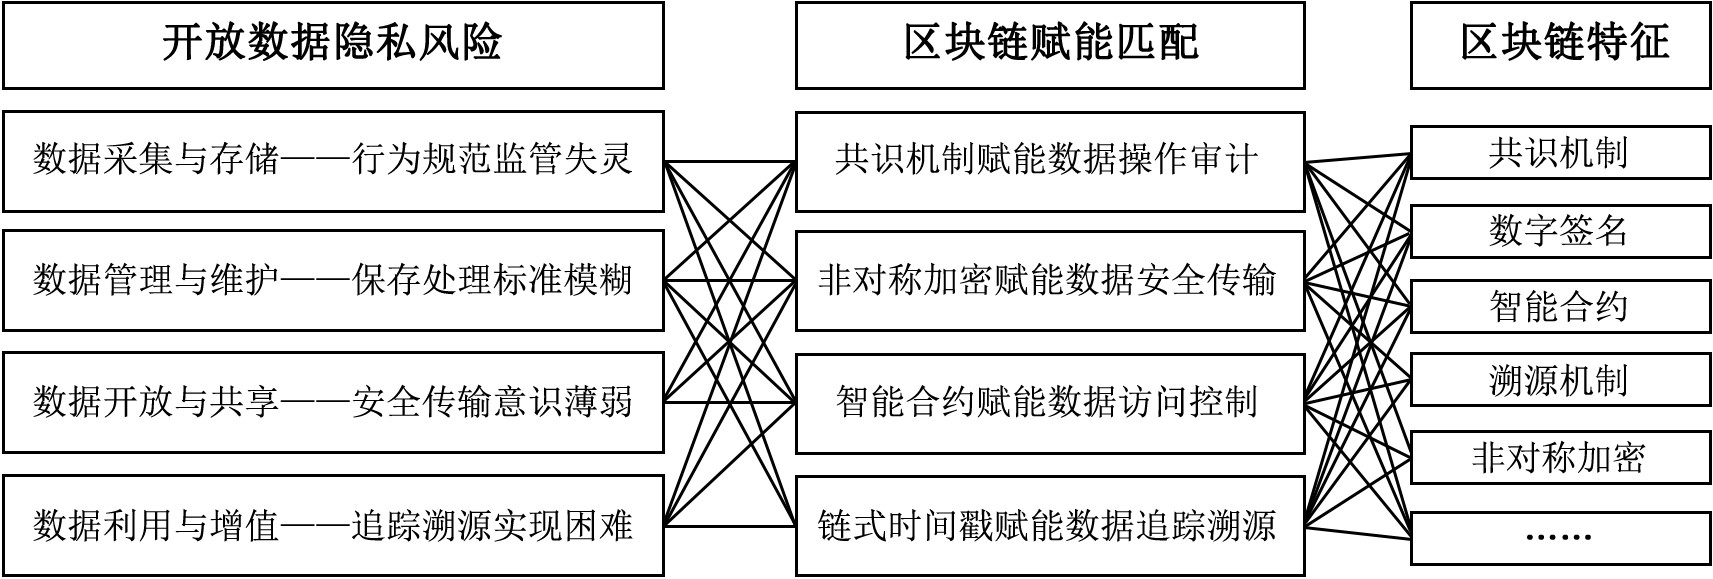 开放数据隐私风险
区块链赋能匹配
区块链特征
数据采集与存储——行为规范监管失灵
数据管理与维护——保存处理标准模糊
数据开放与共享——安全传输意识薄弱
数据利用与增值——追踪溯源实现困难
共识机制赋能数据操作审计
非对称加密赋能数据安全传输
智能合约赋能数据访问控制
链式时间戳赋能数据追踪溯源
共识机制
数字签名
智能合约
溯源机制
非对称加密
……